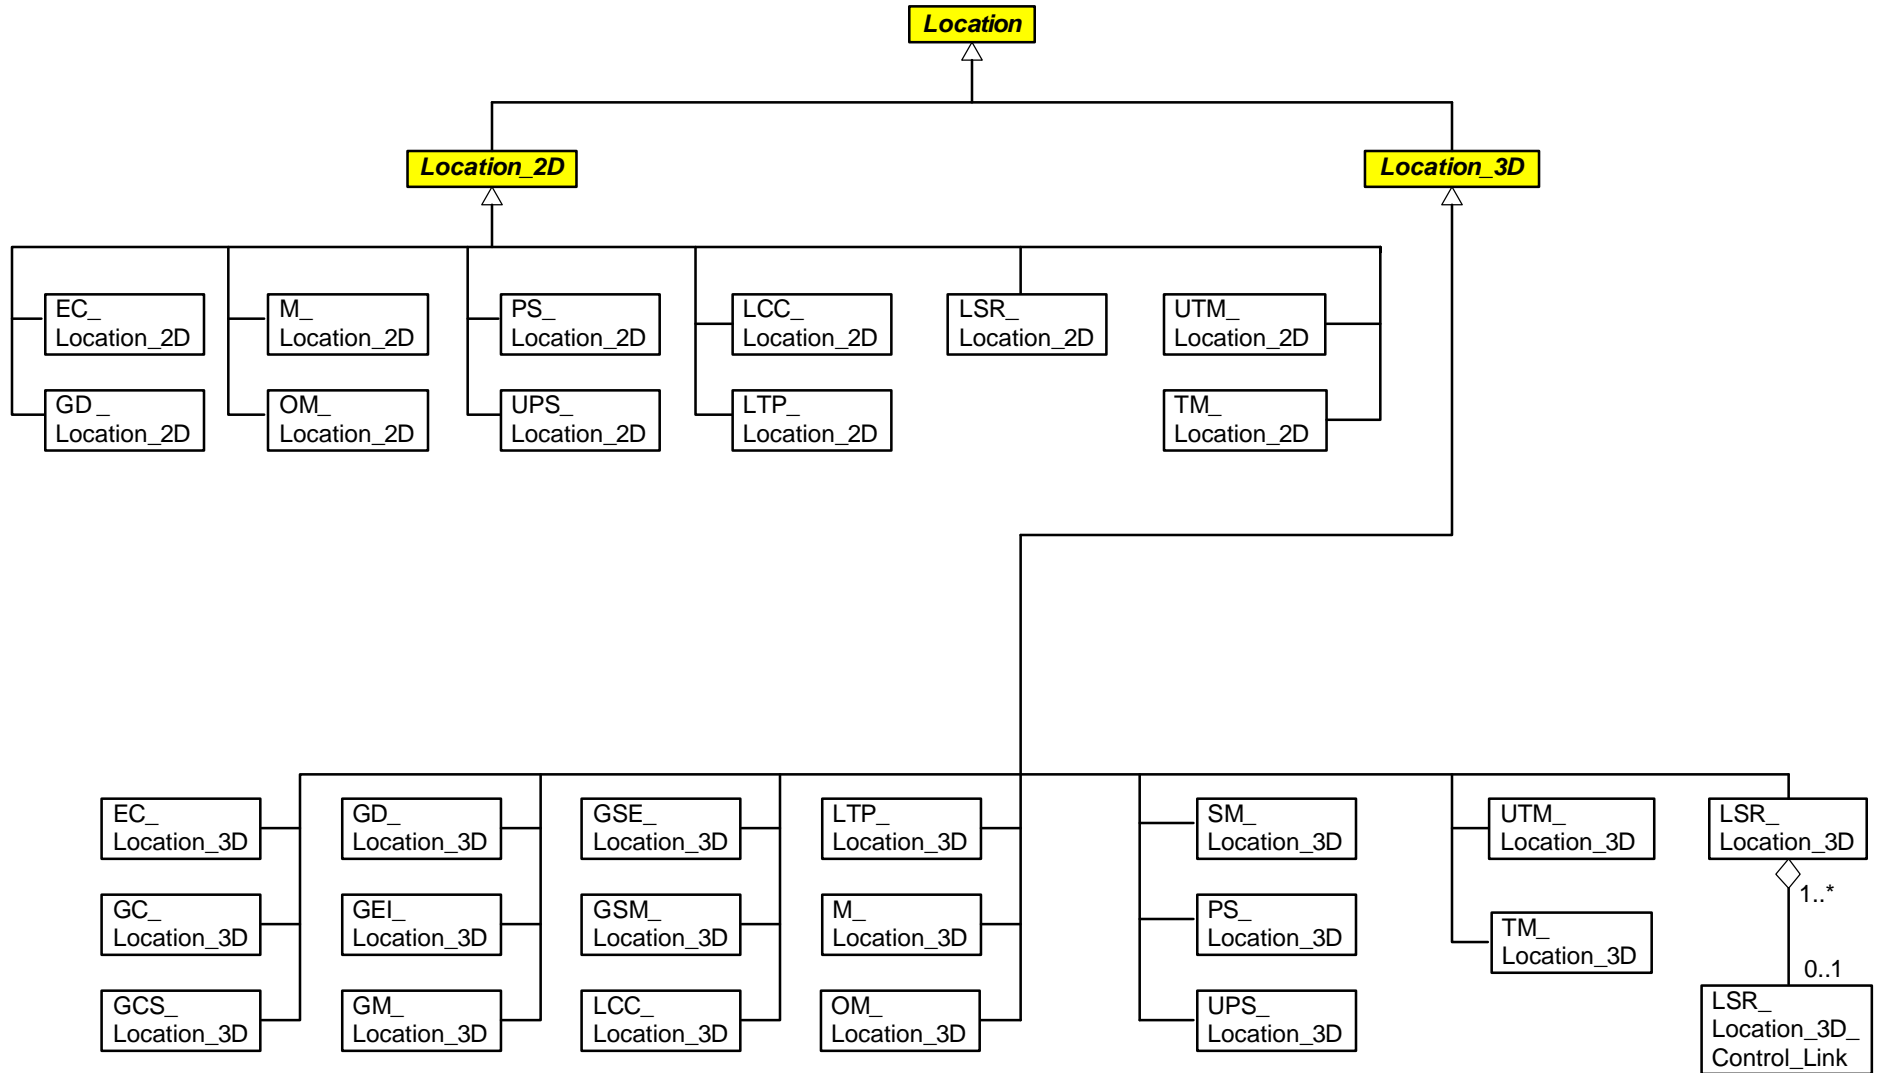 Location
Location_2D
Location_3D
EC_
Location_2D
M_
Location_2D
PS_
Location_2D
LCC_
Location_2D
LSR_
Location_2D
UTM_
Location_2D
GD_
Location_2D
OM_
Location_2D
UPS_
Location_2D
LTP_
Location_2D
TM_
Location_2D
EC_
Location_3D
GD_
Location_3D
GSE_
Location_3D
LTP_
Location_3D
SM_
Location_3D
UTM_
Location_3D
LSR_
Location_3D
1..*
GC_
Location_3D
GEI_
Location_3D
GSM_
Location_3D
M_
Location_3D
PS_
Location_3D
TM_
Location_3D
0..1
GCS_
Location_3D
GM_
Location_3D
LCC_
Location_3D
OM_
Location_3D
UPS_
Location_3D
LSR_
Location_3D_
Control_Link